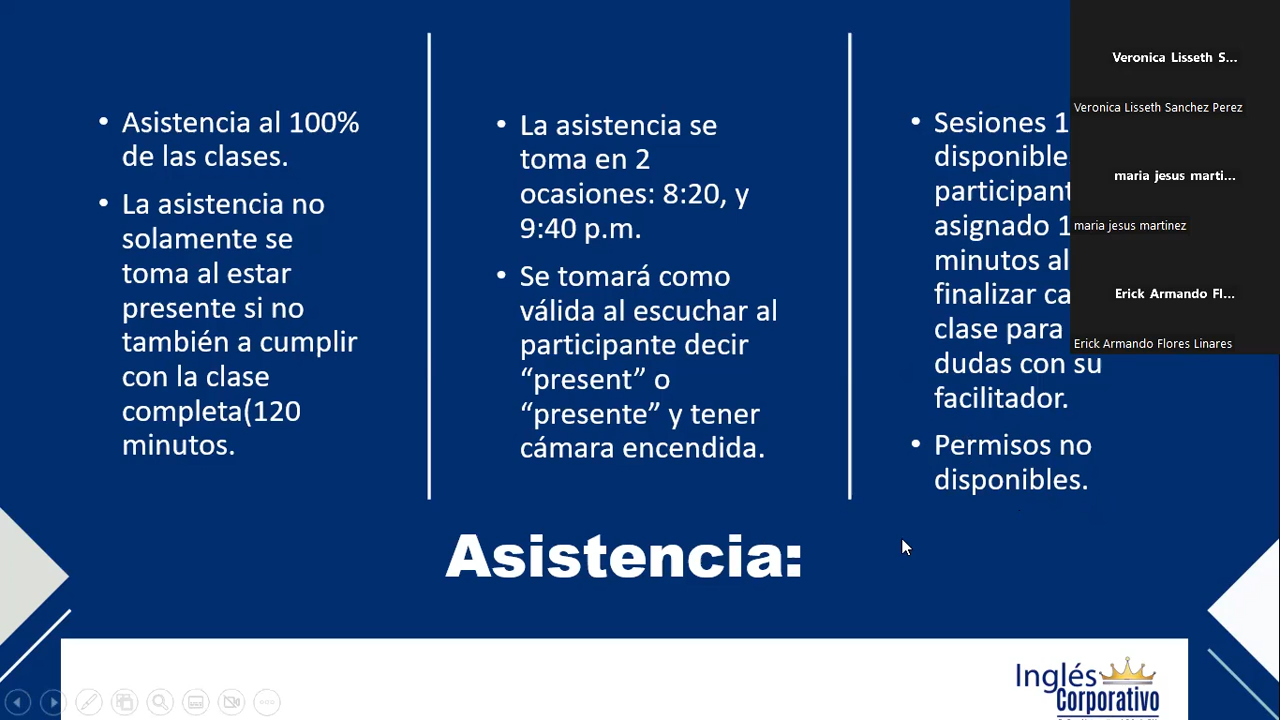 • Asistencia al 100%
de las clases.
• La asistencia no
solamente se
toma al estar
presente si no
también a cumplir
con la clase
completa(120
minutos.
• La asistencia se
toma en 2
ocasiones: 8:20, y
9:40 p.m.
• Se tomará como
válida al escuchar al
participante decir
“present” o
“presente” y tener
cámara encendida.
• Sesiones 1
disponible
participant
asignado 1
minutos al
finalizar ca
clase para
dudas con su
facilitador.
• Permisos no
disponibles.
Asistencia:
Veronica Lisseth S...
Veronica Lisseth Sanchez Perez
maria jesus marti...
maria jesus martinez
Erick Armando Fl...
Erick Armando Flores Linares
Inglés
Corporativo